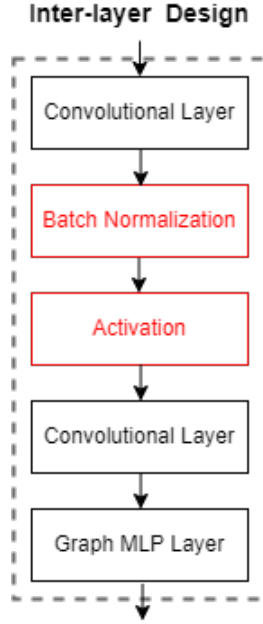 Inter-layer Design
Convolutional Layer
Batch Normalization
Activation
Convolutional Layer
Graph MLP Layer